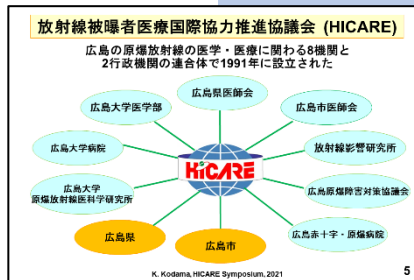 放射線被曝者医療国際協力推進協議会 (HICARE)
広島の原爆放射線の医学・医療に関わる8機関と
2行政機関の連合体で1991年に設立された
広島県医師会
広島大学医学部
広島市医師会
広島大学病院
放射線影響研究所
HiCARE
広島大学
原爆放射線医科学研究所
広島原爆障害対策協議会
広島県
広島市
広島赤十字・原爆病院
K. Kodama, HICARE Symposium, 2021
5